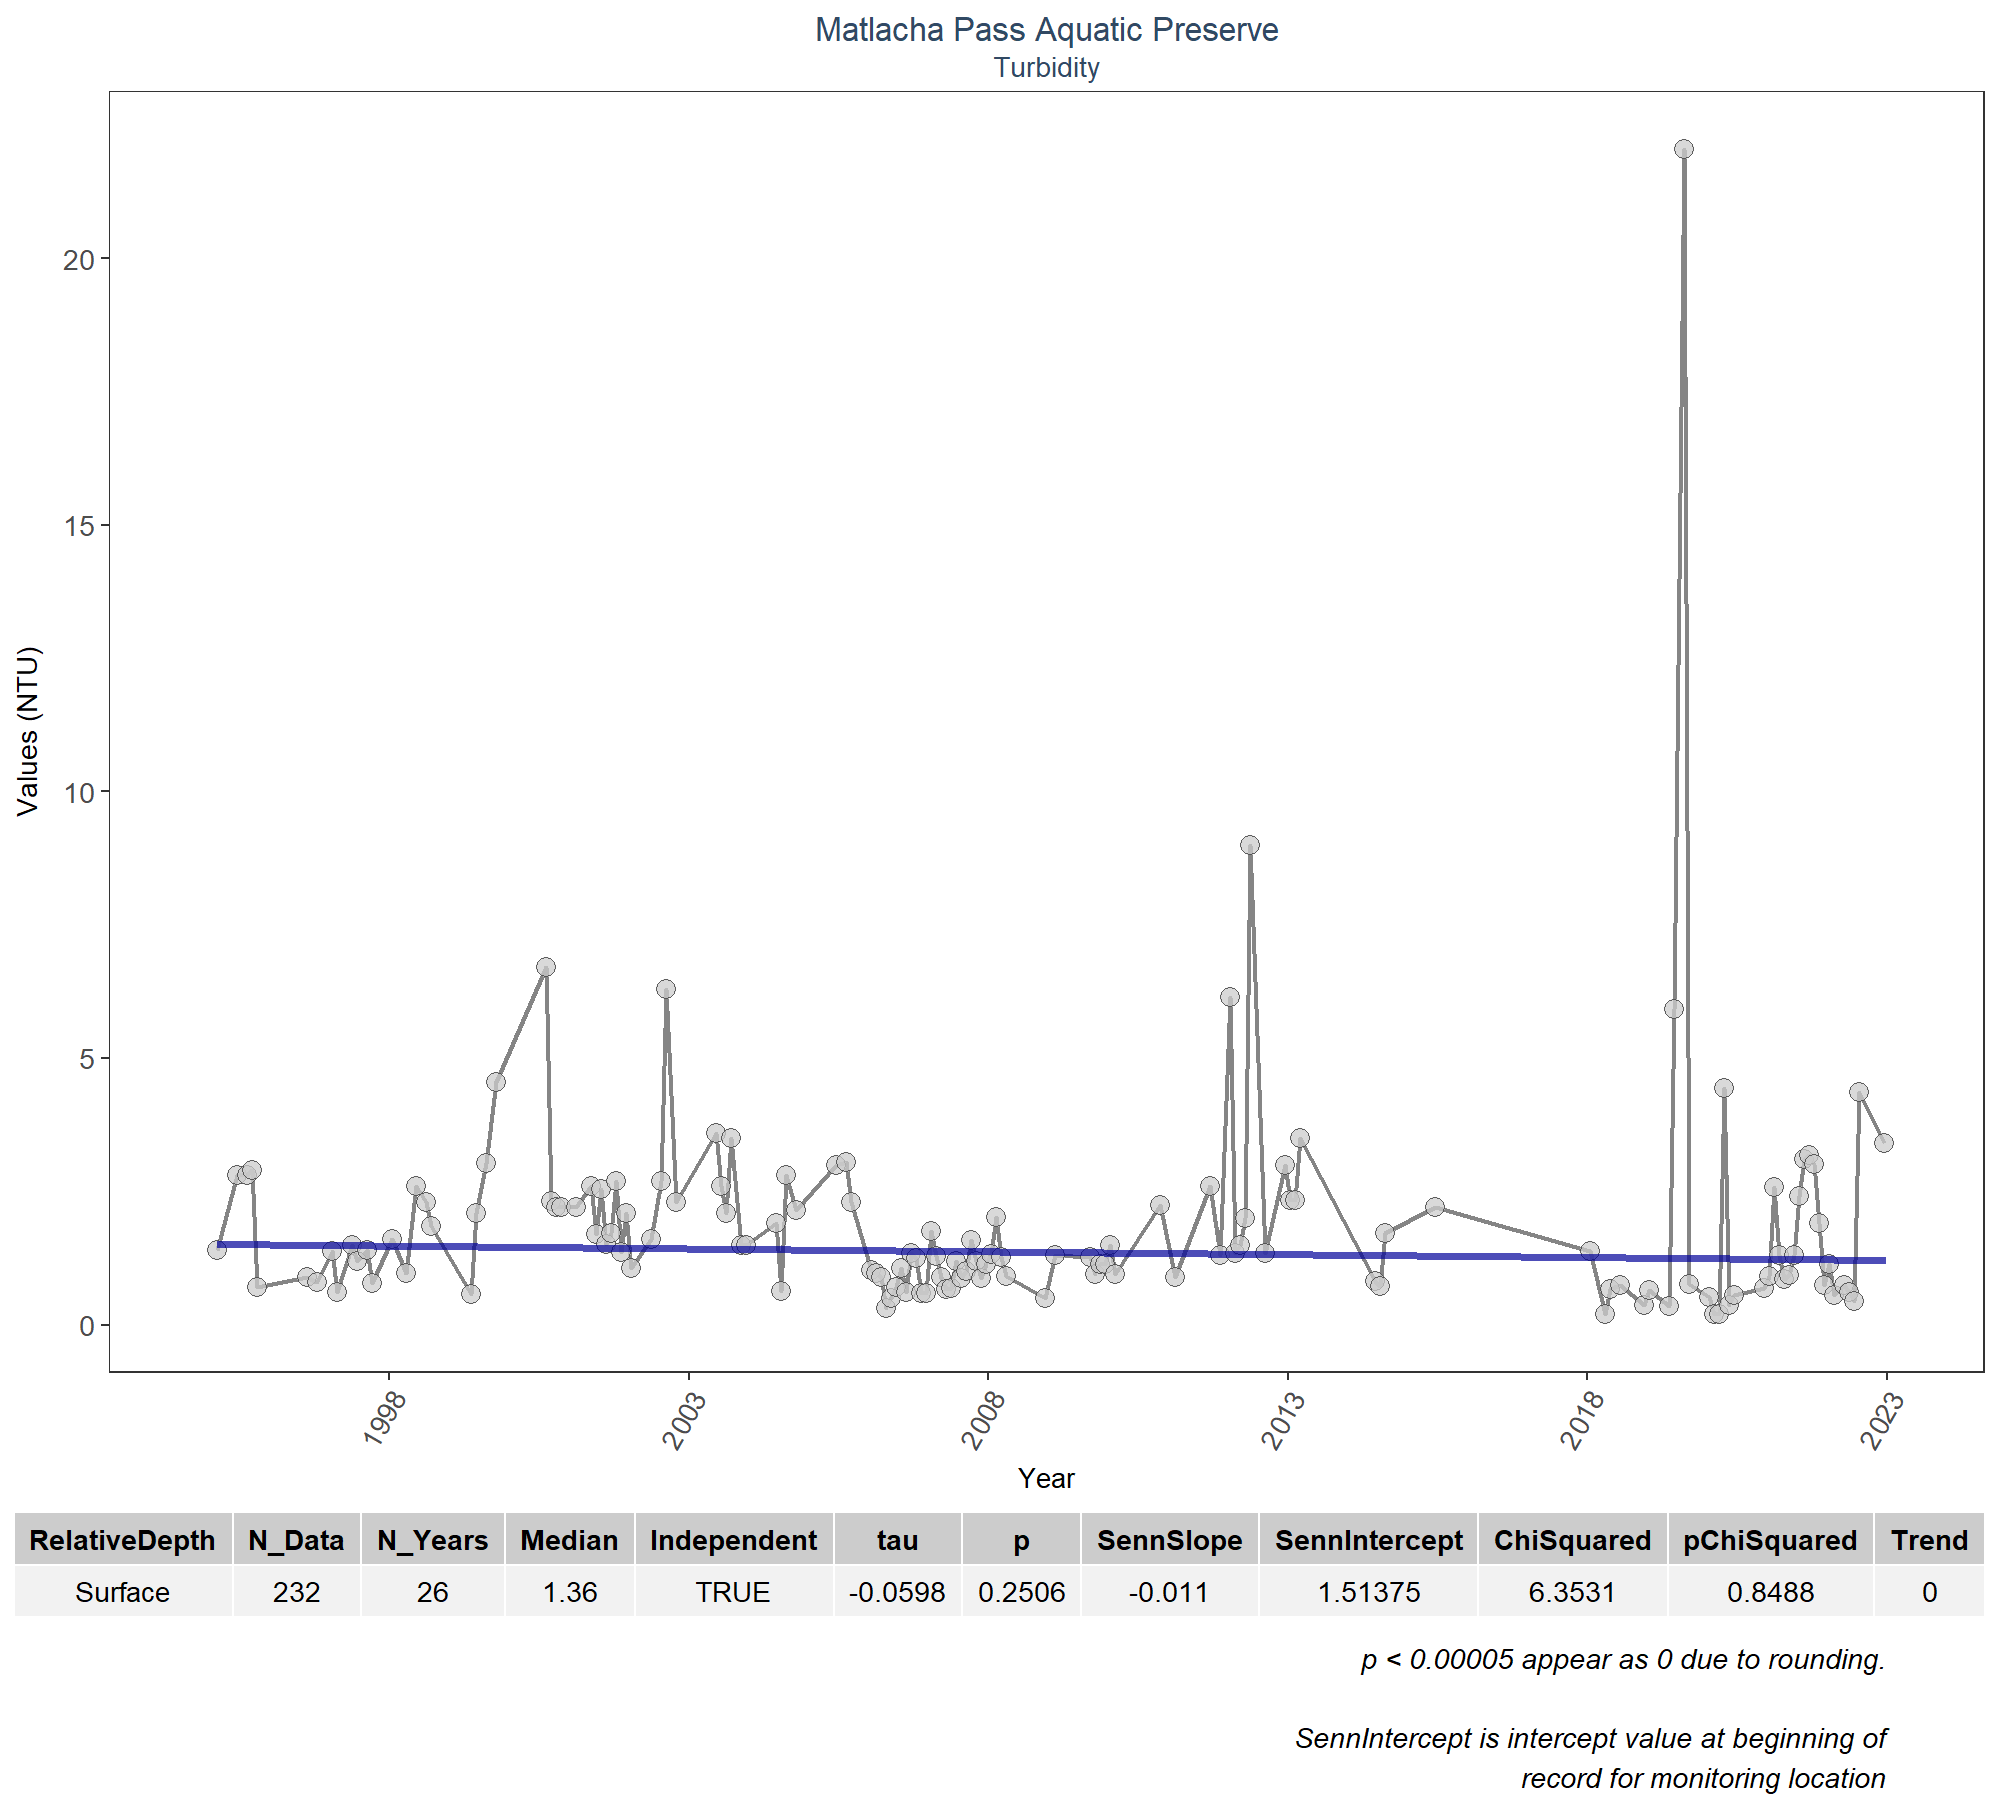 Matlacha Pass Aquatic Preserve
Turbidity
Values (NTU)
20
15
10
5
0
1998
2003
2008
2013
2018
2023
Year
RelativeDepth N_Data N_Years Median Independent tau p SennSlope SennIntercept ChiSquared pChiSquared Trend
Surface 232 26 1.36 TRUE -0.0598 0.2506 -0.011 1.51375 6.3531 0.8488 0
p < 0.00005 appear as 0 due to rounding.
SennIntercept is intercept value at beginning of
record for monitoring location